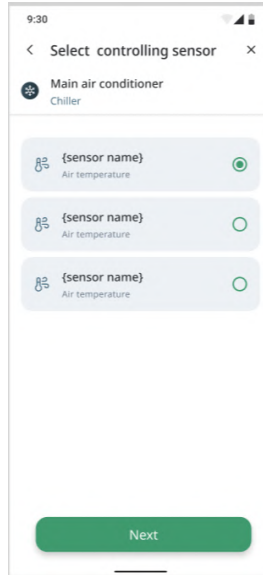 9:30
Select controlling sensor
Main air conditioner
Chiller
{sensor name}
Air temperature
{sensor name}
Air temperature
{sensor name}
Air temperature
Next